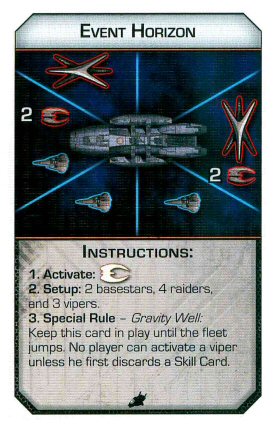 EVENT HORIZON
2
2
INSTRUCTIONS:
1. Activate:
2. Setup: 2 basestars, 4 raiders,
and 3 vipers.
3. Special Rule – Gravity Well:
Keep this card in play until the fleet
jumps. No player can activate a viper
unless he first discards a Skill Card.